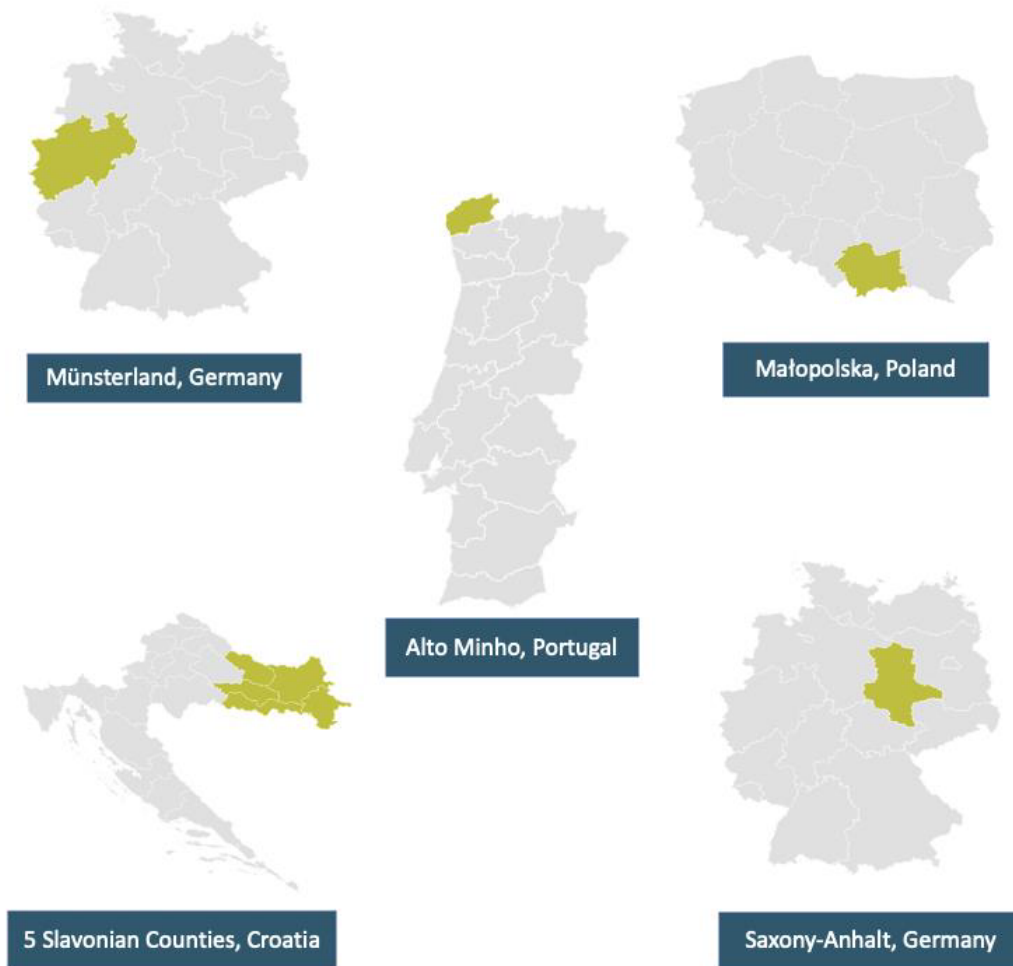 Münsterland, Germany
Małopolska, Poland
Alto Minho, Portugal
5 Slavonian Counties, Croatia
Saxony-Anhalt, Germany